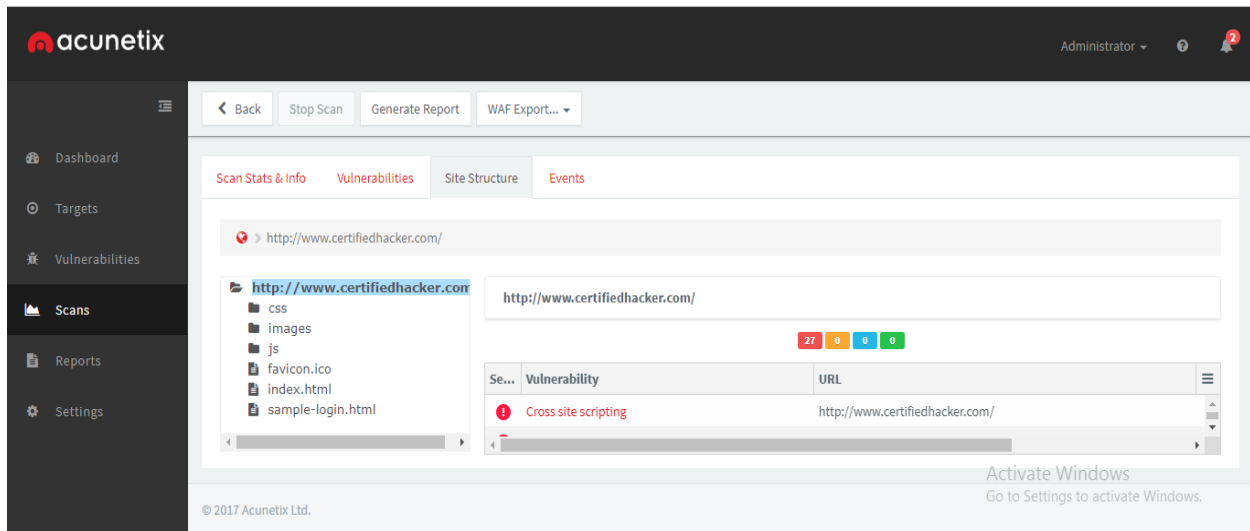 acunetix
Administrator
2
Back Stop Scan Generate Report WAF Export...
Dashboard
Targets
Vulnerabilities
Scans
Reports
Settings
Scan Stats & Info Vulnerabilities Site Structure Events
> http://www.certifiedhacker.com/
http://www.certifiedhacker.com
css
images
js
favicon.ico
index.html
sample-login.html
http://www.certifiedhacker.com/
27 0 0 0
Se... Vulnerability URL
Cross site scripting http://www.certifiedhacker.com/
Activate Windows
Go to Settings to activate Windows.
© 2017 Acunetix Ltd.